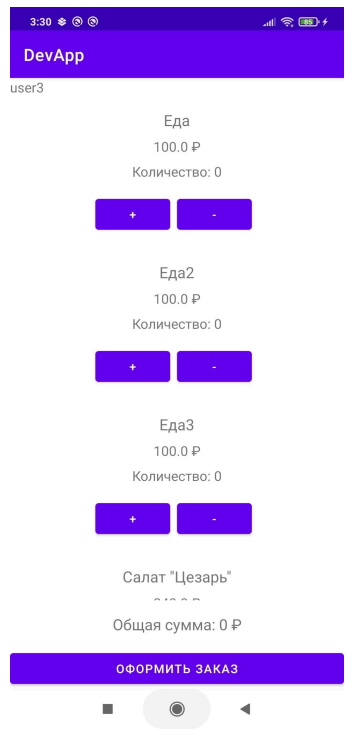 3:30 85
DevApp
user3
Еда
100.0 ₽
Количество: 0
+ -
Еда2
100.0 ₽
Количество: 0
+ -
Еда3
100.0 ₽
Количество: 0
+ -
Салат "Цезарь"
Общая сумма: 0 ₽
ОФОРМИТЬ ЗАКАЗ